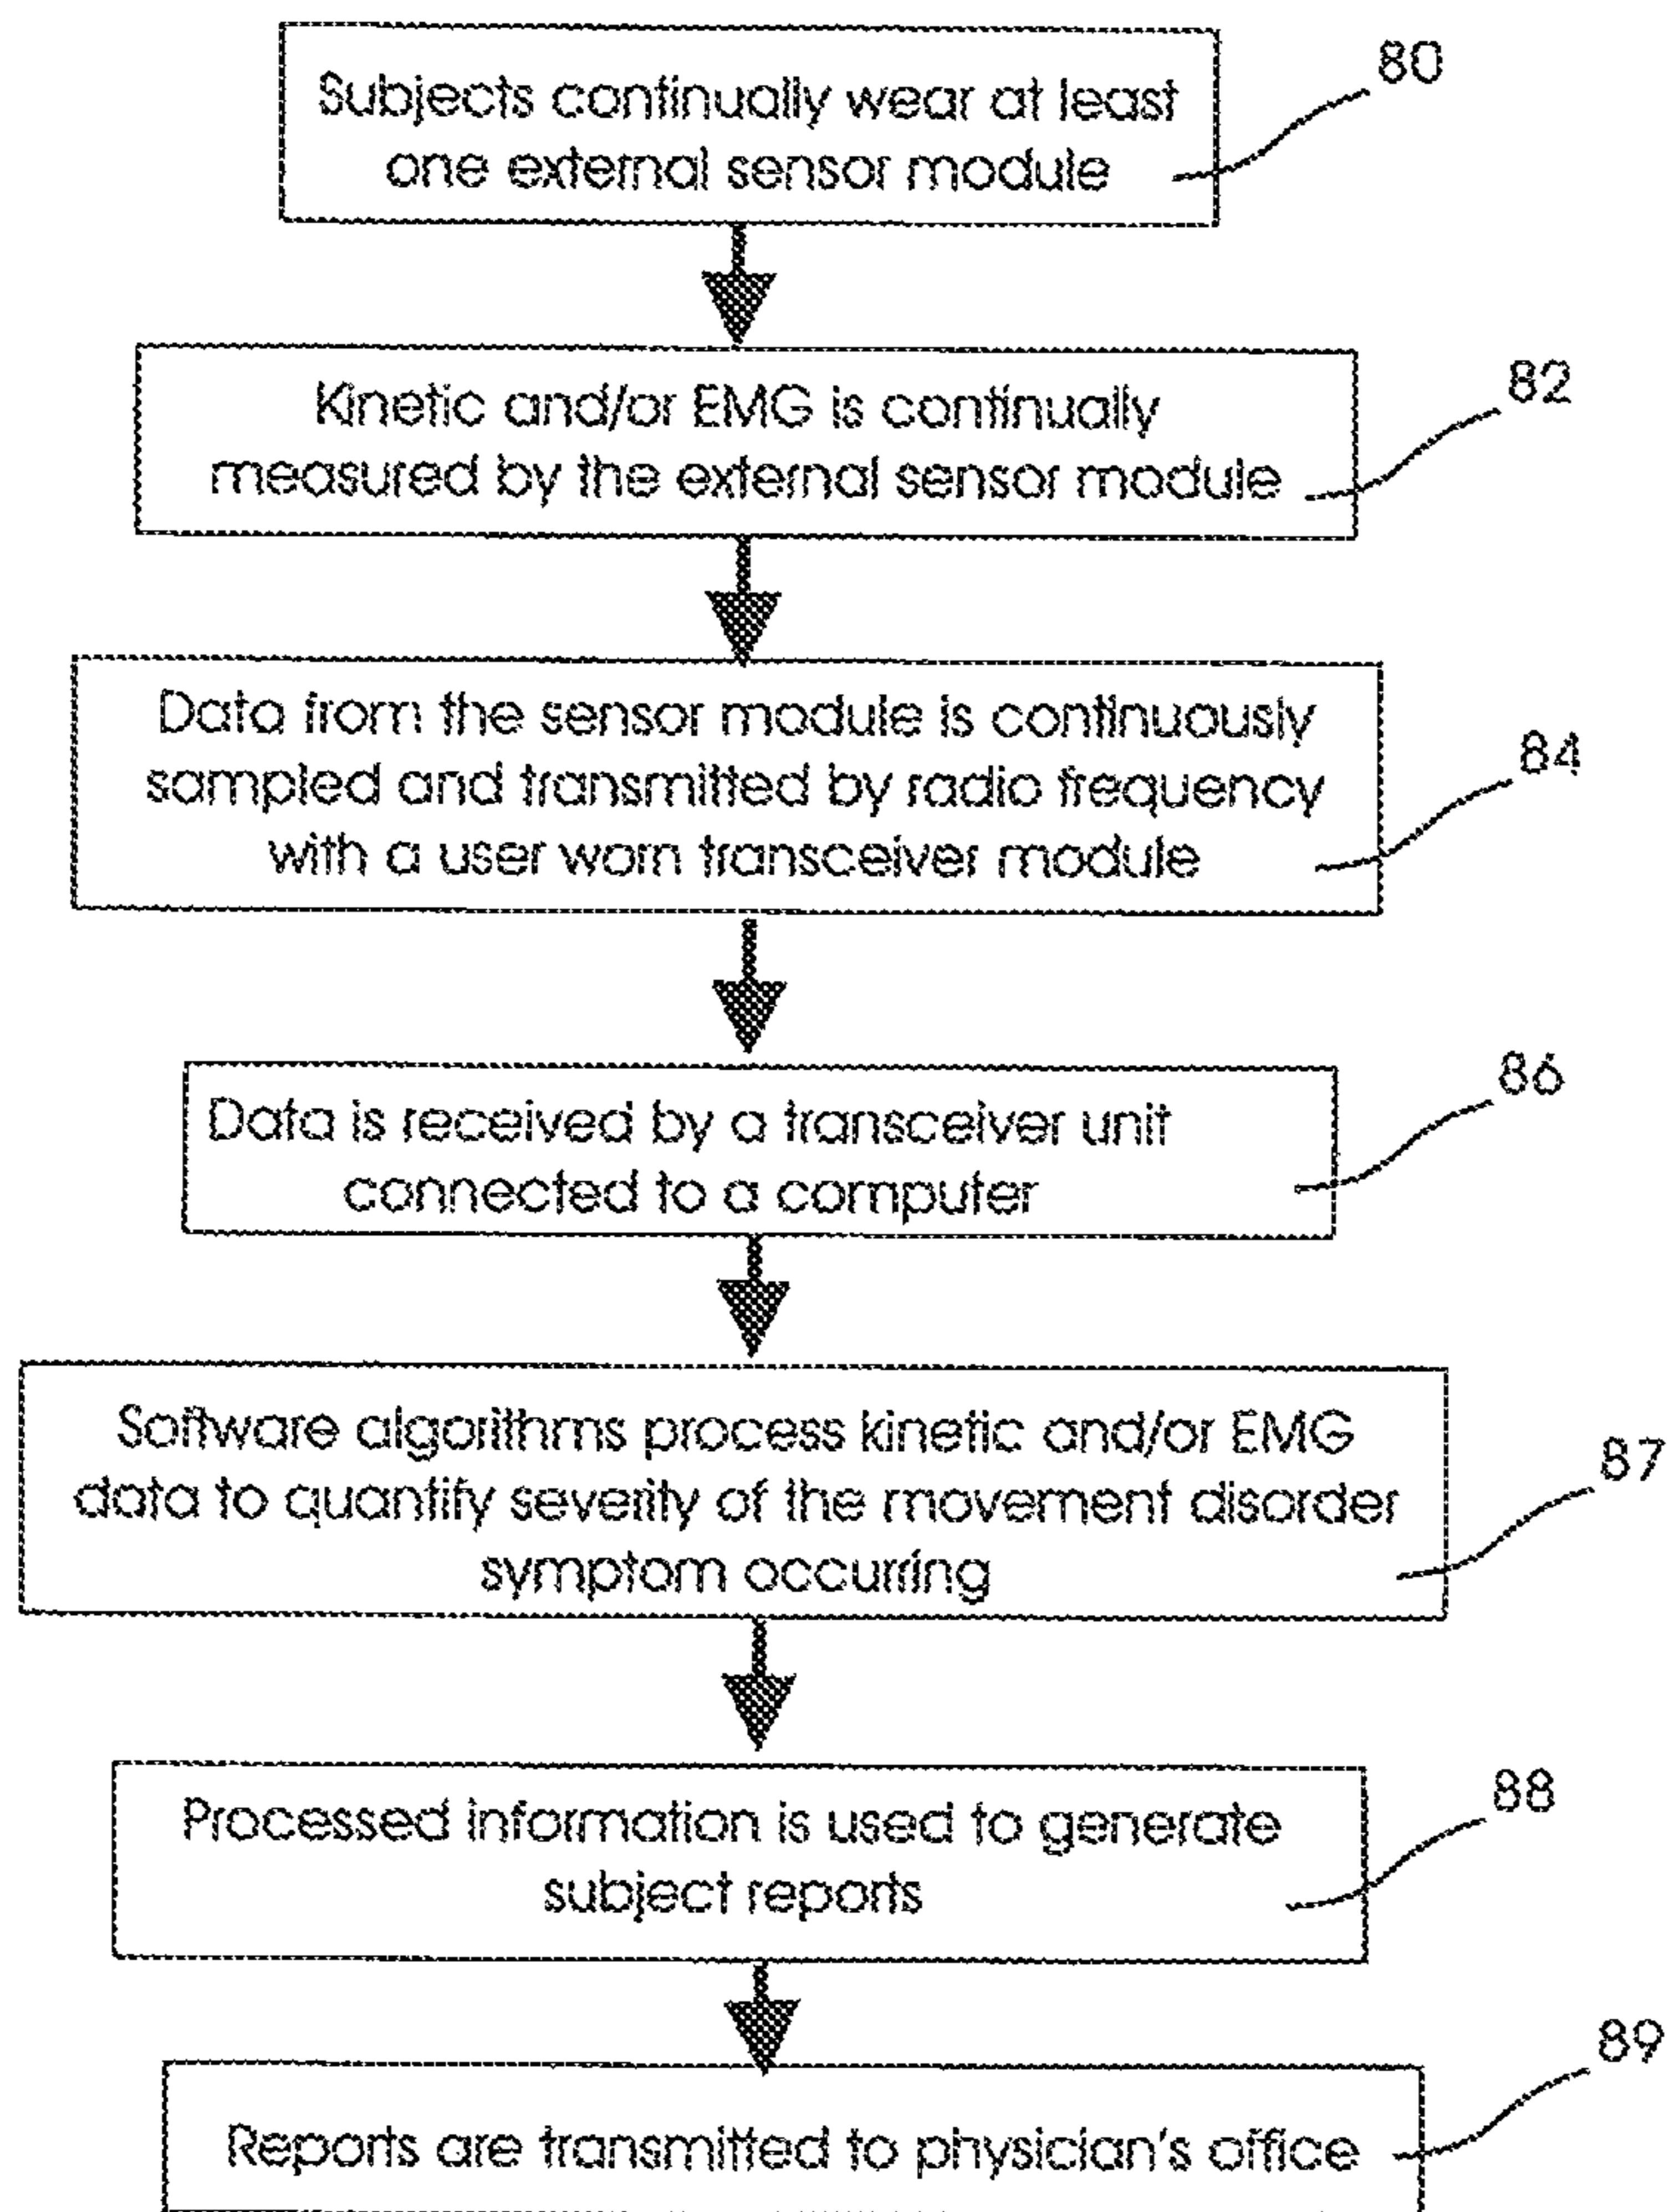 80
Subjects continually wear at least
one external sensor module
82
Kinetic and/or EMG is continually
measured by the external sensor module
84
Data from the sensor module is continuously
sampled and transmitted by radio frequency
with a user worn transceiver module
86
Data is received by a transceiver unit
connected to a computer
87
Software algorithms process kinetic and/or EMG
data to quantify severity of the movement disorder
symptom occurring
88
Processed information is used to generate
subject reports
89
Reports are transmitted to physician's office